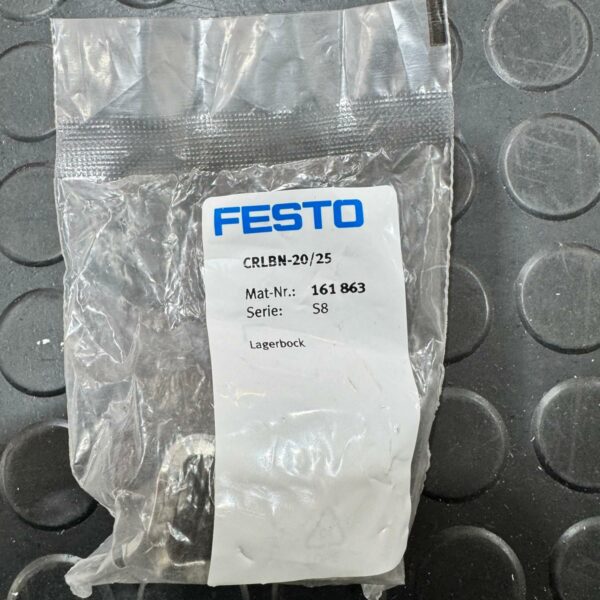 FESTO
CRLBN-20/25
Mat-Nr.: 161 863
Serie: S8
Lagerbock